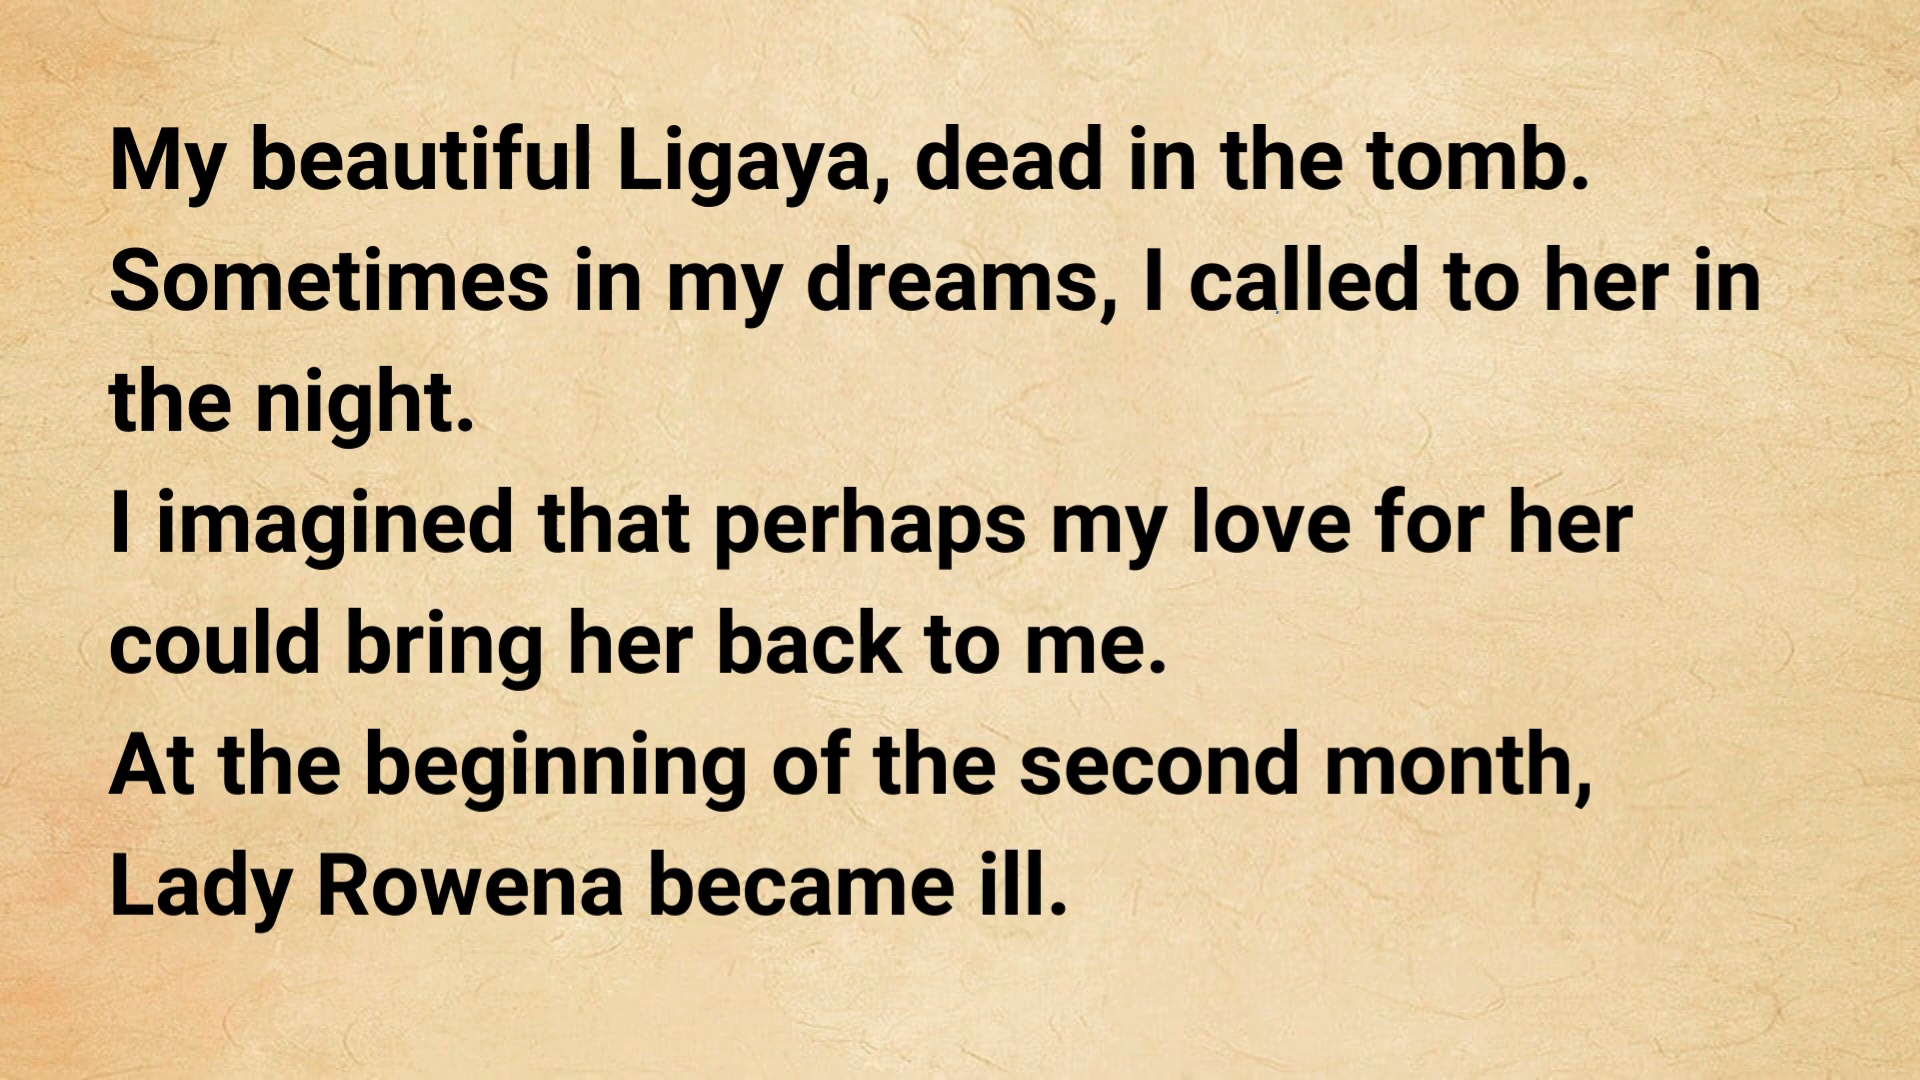 My beautiful Ligaya, dead in the tomb.
Sometimes in my dreams, I called to her in
the night.
I imagined that perhaps my love for her
could bring her back to me.
At the beginning of the second month,
Lady Rowena became ill.